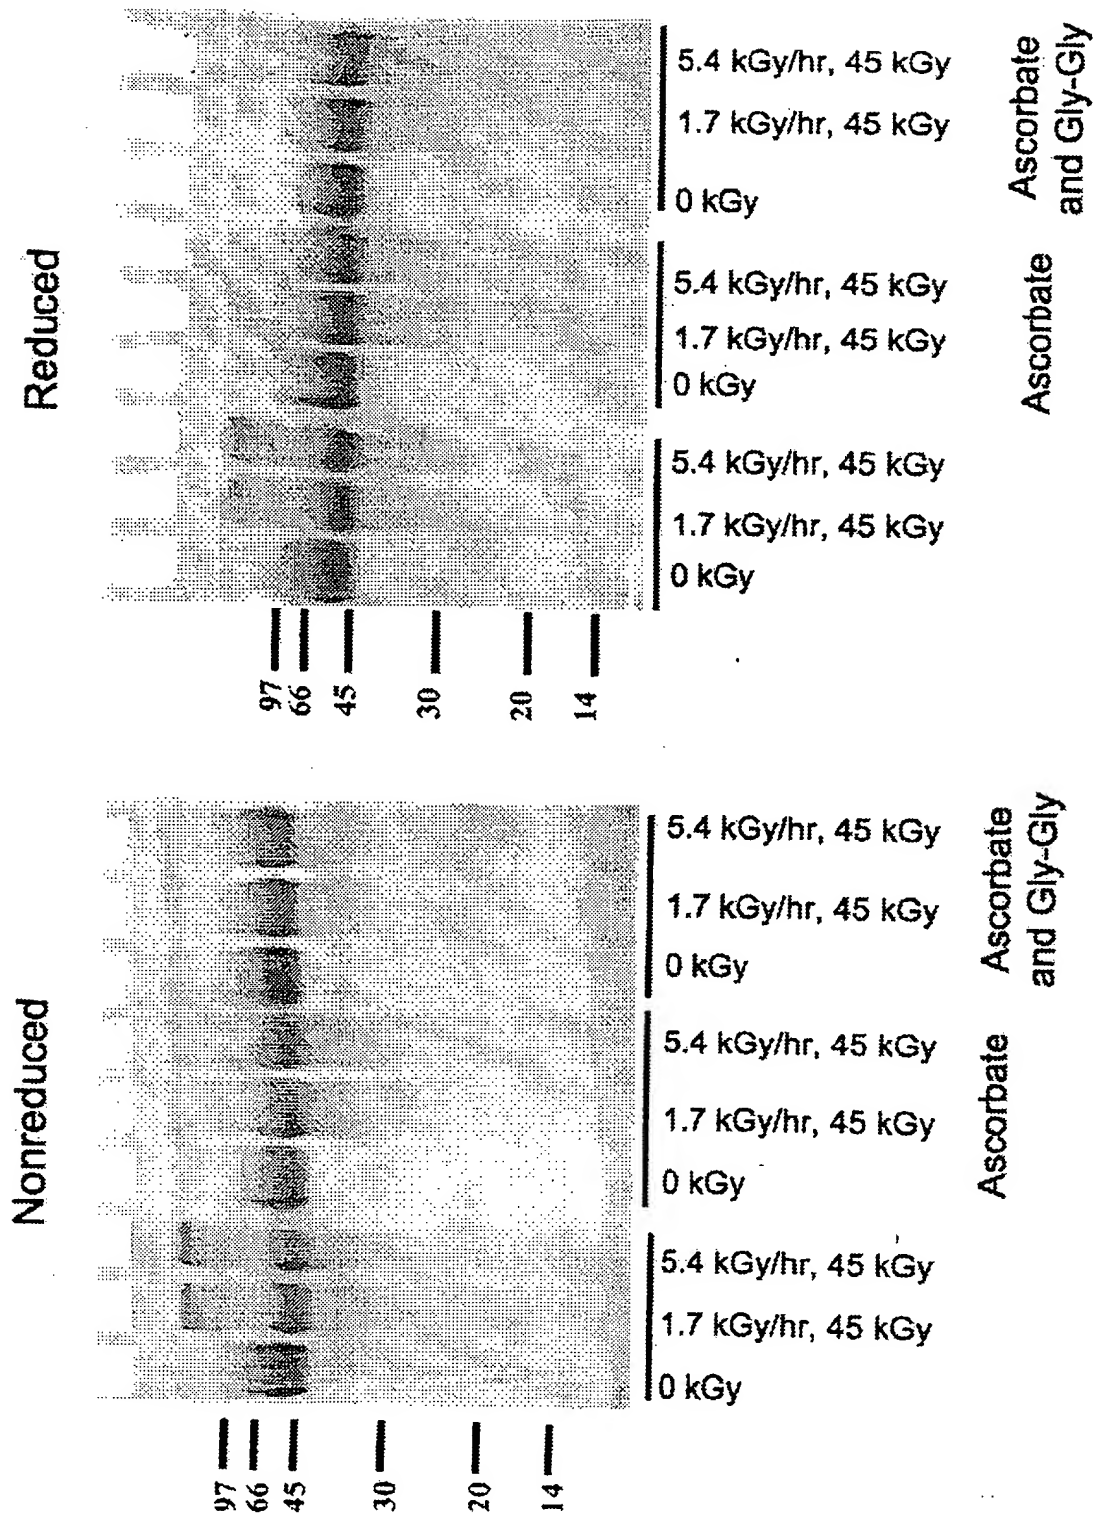 Nonreduced
97
66
45
30
20
14
0 kGy
1.7 kGy/hr, 45 kGy
5.4 kGy/hr, 45 kGy
0 kGy
1.7 kGy/hr, 45 kGy
5.4 kGy/hr, 45 kGy
0 kGy
1.7 kGy/hr, 45 kGy
5.4 kGy/hr, 45 kGy
Ascorbate
Ascorbate
and Gly-Gly
Reduced
97
66
45
30
20
14
0 kGy
1.7 kGy/hr, 45 kGy
5.4 kGy/hr, 45 kGy
0 kGy
1.7 kGy/hr, 45 kGy
5.4 kGy/hr, 45 kGy
0 kGy
1.7 kGy/hr, 45 kGy
5.4 kGy/hr, 45 kGy
Ascorbate
Ascorbate
and Gly-Gly